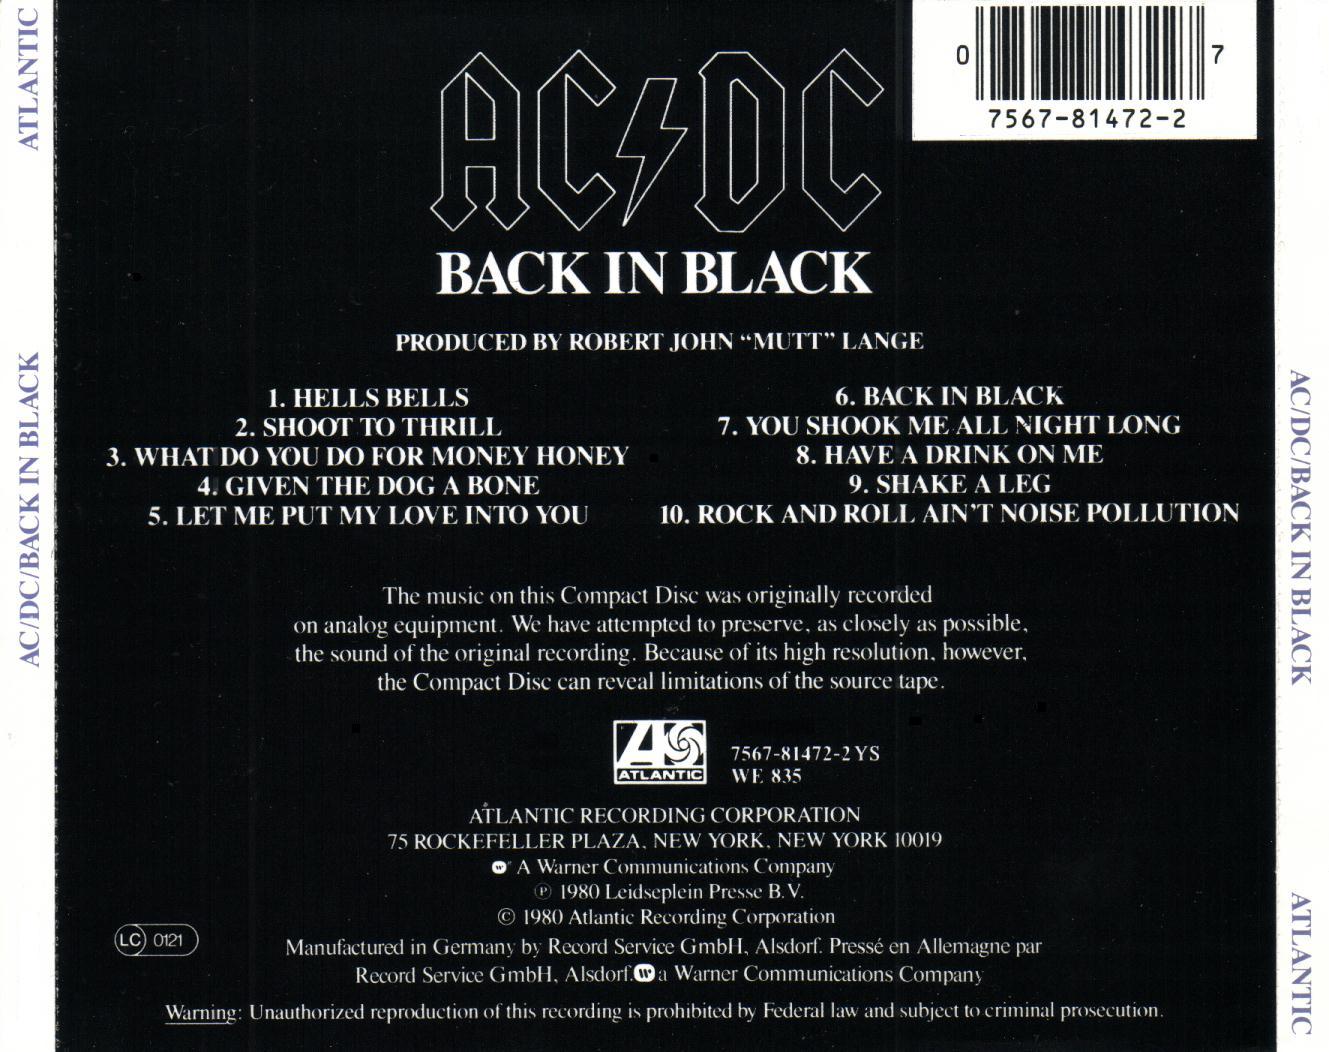 ATLANTIC
AC/DC/BACK IN BLACK
AC/DC
BACK IN BLACK
0 7
7567-81472-2
PRODUCED BY ROBERT JOHN “MUTT” LANGE
1. HELLS BELLS
2. SHOOT TO THRILL
3. WHAT DO YOU DO FOR MONEY HONEY
4. GIVEN THE DOG A BONE
5. LET ME PUT MY LOVE INTO YOU
6. BACK IN BLACK
7. YOU SHOOK ME ALL NIGHT LONG
8. HAVE A DRINK ON ME
9. SHAKE A LEG
10. ROCK AND ROLL AIN'T NOISE POLLUTION
The music on this Compact Disc was originally recorded
on analog equipment. We have attempted to preserve, as closely as possible,
the sound of the original recording. Because of its high resolution, however,
the Compact Disc can reveal limitations of the source tape.
ATLANTIC
7567-81472-2 YS
WE 835
ATLANTIC RECORDING CORPORATION
75 ROCKEFELLER PLAZA, NEW YORK, NEW YORK 10019
A Warner Communications Company
℗ 1980 Leidseplein Presse B.V.
© 1980 Atlantic Recording Corporation
LC 0121
Manufactured in Germany by Record Service GmbH, Alsdorf. Pressé en Allemagne par
Record Service GmbH, Alsdorf. a Warner Communications Company
Warning: Unauthorized reproduction of this recording is prohibited by Federal law and subject to criminal prosecution.
AC/DC/BACK IN BLACK
ATLANTIC